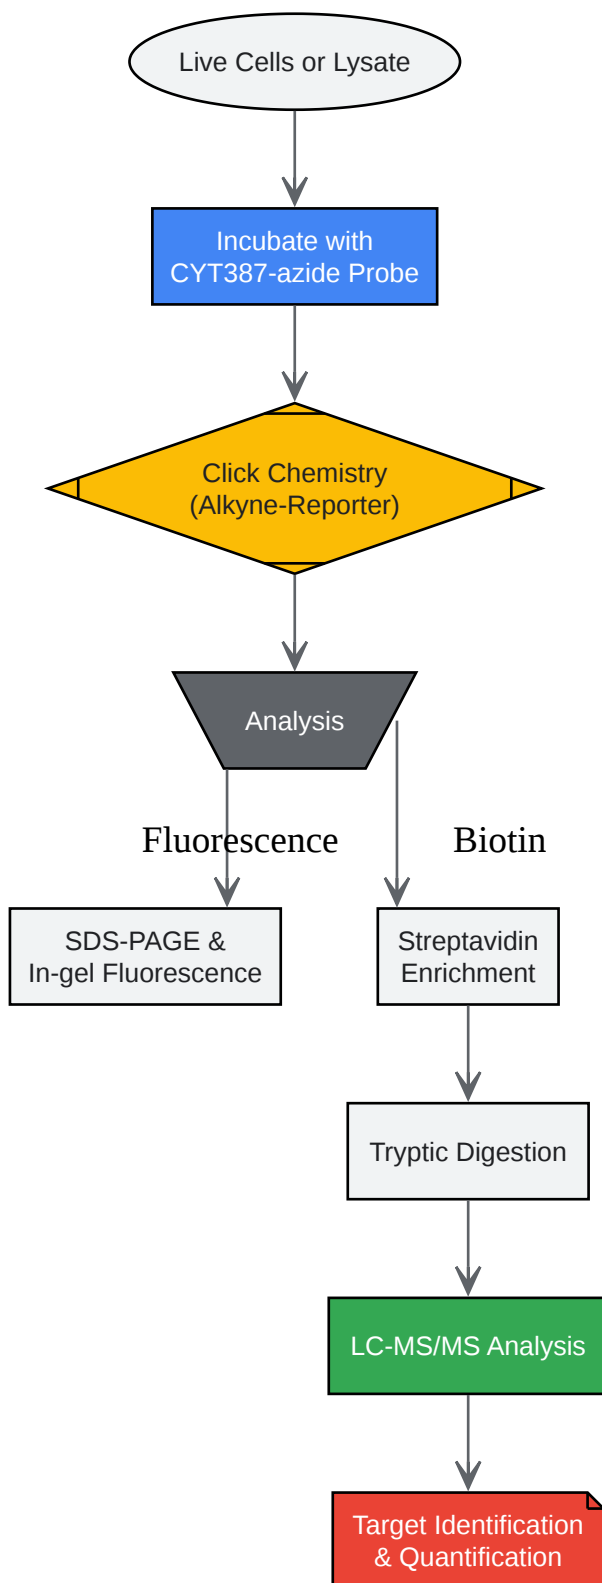 Live Cells or Lysate
Incubate with
CYT387-azide Probe
Click Chemistry
(Alkyne-Reporter)
Analysis
Fluorescence
Biotin
SDS-PAGE &
In-gel Fluorescence
Streptavidin
Enrichment
Tryptic Digestion
LC-MS/MS Analysis
Target Identification
& Quantification